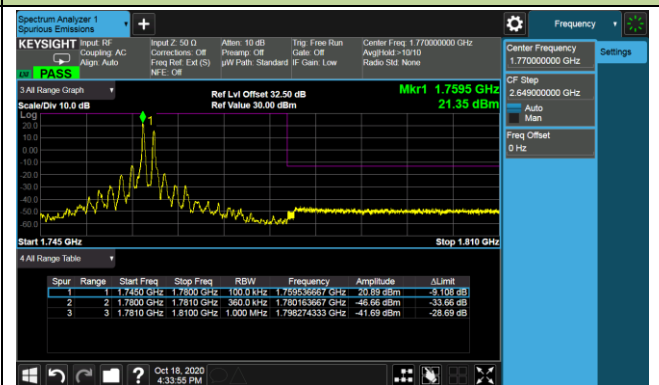 Spectrum Analyzer 1
Spurious Emissions
+
Frequency
KEYSIGHT
Input: RF
Coupling: AC
Align: Auto
Input Z: 50 Ω
Corrections: Off
Freq Ref: Ext (S)
NFE: Off
Atten: 10 dB
Preamp: Off
µW Path: Standard
Trig: Free Run
Gate: Off
IF Gain: Low
Center Freq: 1.770000000 GHz
Avg|Hold:>10/10
Radio Std: None
PASS
Center Frequency
1.770000000 GHz
Settings
CF Step
2.649000000 GHz
Auto
Man
Freq Offset
0 Hz
3 All Range Graph
Scale/Div 10.0 dB
Ref Lvl Offset 32.50 dB
Ref Value 30.00 dBm
Mkr1 1.7595 GHz
21.35 dBm
Log
20.0
10.0
0.00
-10.0
-20.0
-30.0
-40.0
-50.0
-60.0
1
Start 1.745 GHz
Stop 1.810 GHz
4 All Range Table
Spur Range Start Freq Stop Freq RBW Frequency Amplitude ΔLimit
1 1 1.7450 GHz 1.7800 GHz 100.0 kHz 1.759536667 GHz 20.89 dBm -9.108 dB
2 2 1.7800 GHz 1.7810 GHz 360.0 kHz 1.780163667 GHz -46.66 dBm -33.66 dB
3 3 1.7810 GHz 1.8100 GHz 1.000 MHz 1.798274333 GHz -41.69 dBm -28.69 dB
?
Oct 18, 2020
4:33:55 PM